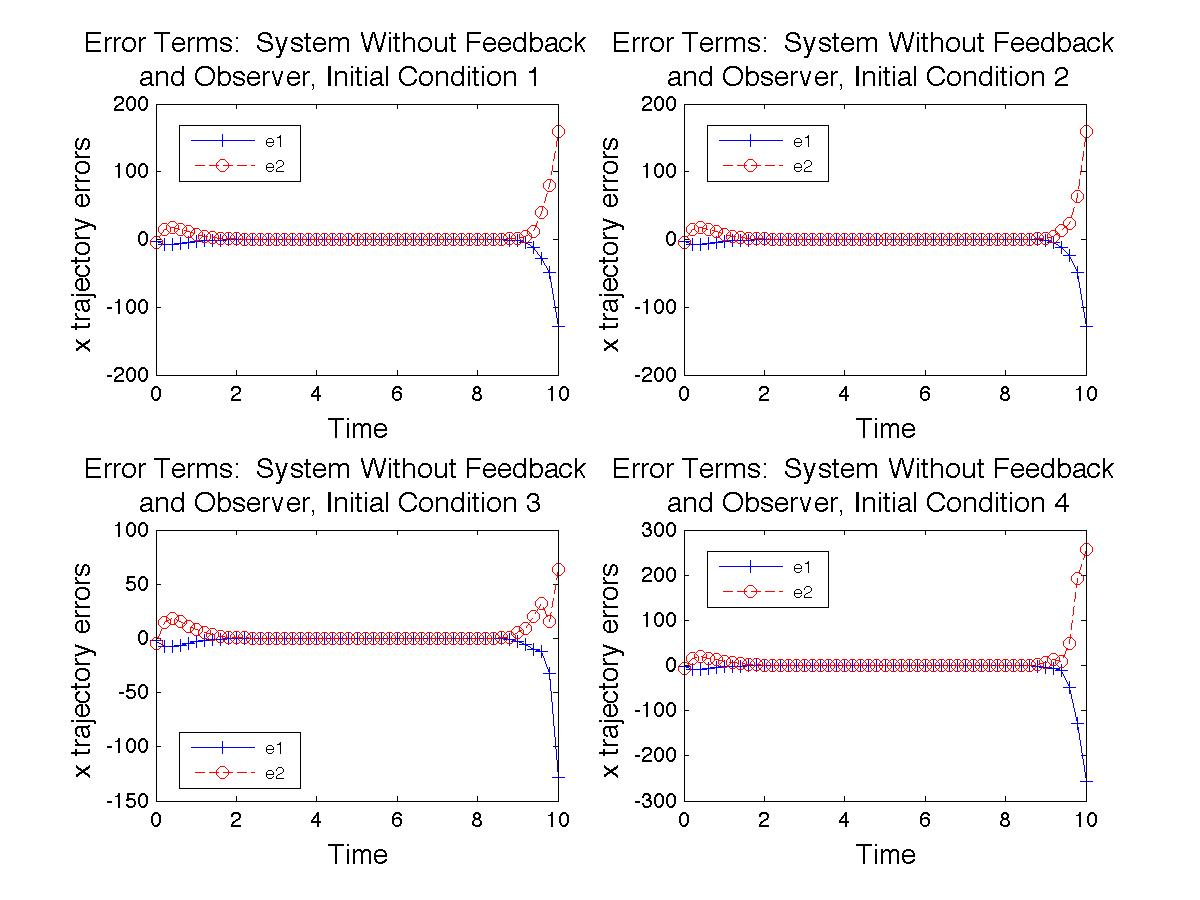 Error Terms:  System Without Feedback
and Observer, Initial Condition 1
200
100
0
-100
-200
x trajectory errors
e1
e2
0 2 4 6 8 10
Time
Error Terms:  System Without Feedback
and Observer, Initial Condition 2
200
100
0
-100
-200
x trajectory errors
e1
e2
0 2 4 6 8 10
Time
Error Terms:  System Without Feedback
and Observer, Initial Condition 3
100
50
0
-50
-100
-150
x trajectory errors
e1
e2
0 2 4 6 8 10
Time
Error Terms:  System Without Feedback
and Observer, Initial Condition 4
300
200
100
0
-100
-200
-300
x trajectory errors
e1
e2
0 2 4 6 8 10
Time